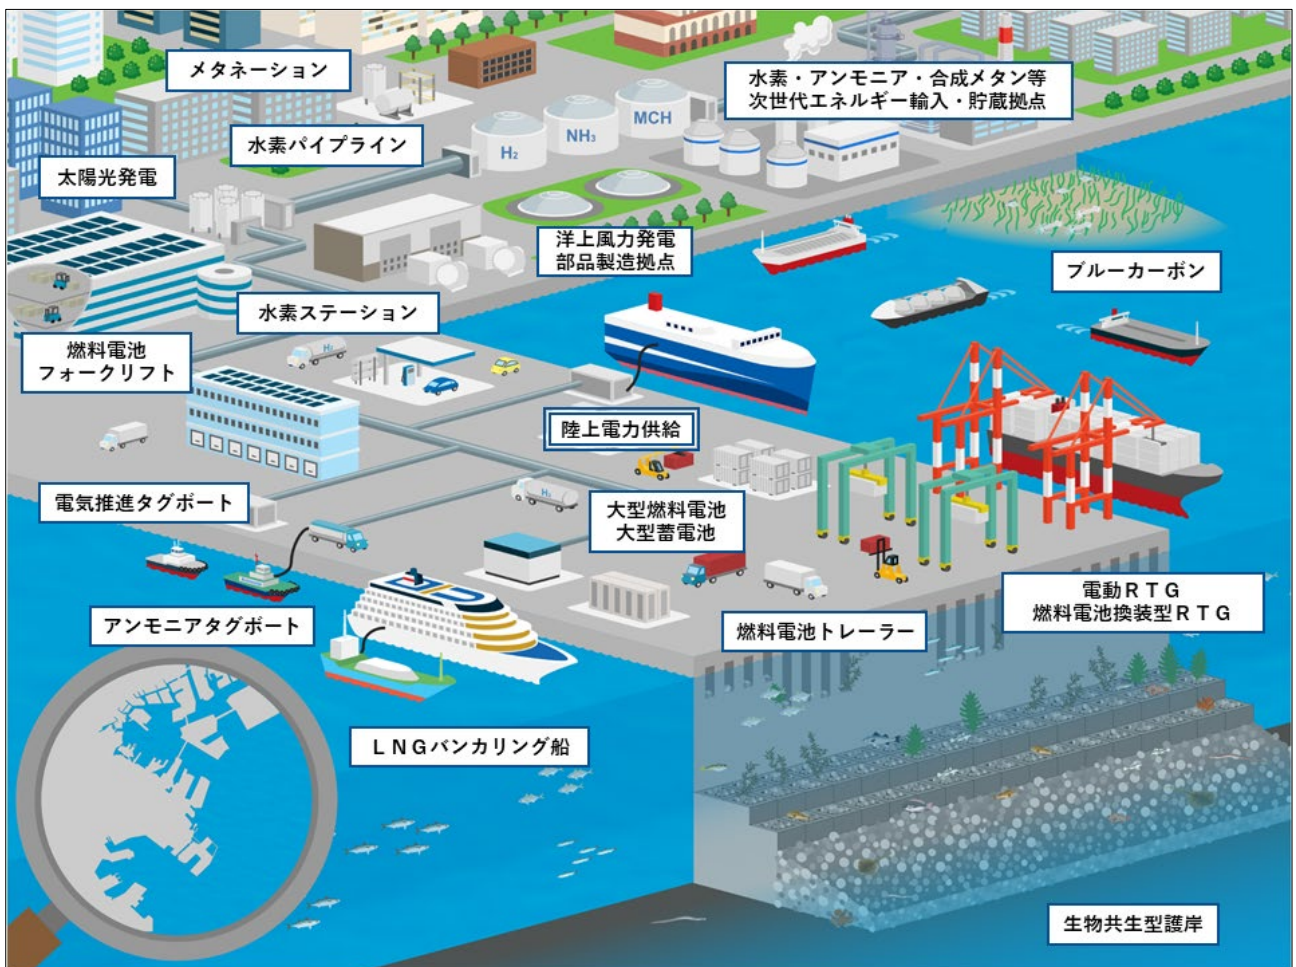 メタネーション
水素・アンモニア・合成メタン等
次世代エネルギー輸入・貯蔵拠点
水素パイプライン
H2
NH3
MCH
太陽光発電
洋上風力発電
部品製造拠点
ブルーカーボン
水素ステーション
燃料電池
フォークリフト
H2
陸上電力供給
電気推進タグボート
H2
大型燃料電池
大型蓄電池
アンモニアタグボート
燃料電池トレーラー
電動RTG
燃料電池換装型RTG
LNGバンカリング船
生物共生型護岸